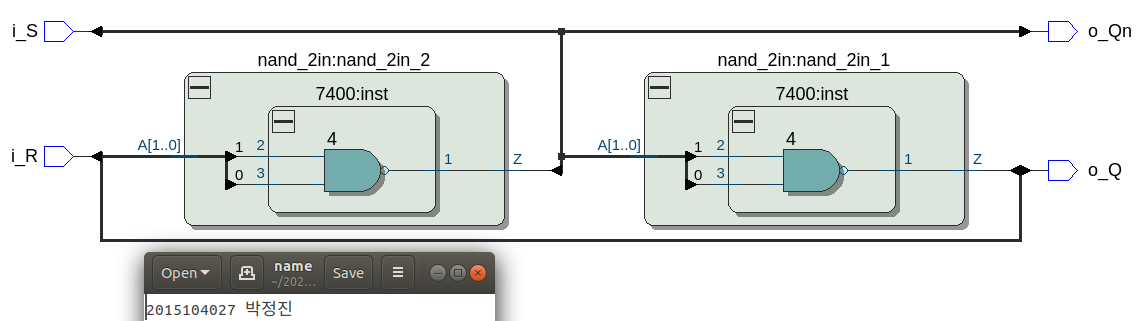 i_S
o_Qn
nand_2in:nand_2in_2
nand_2in:nand_2in_1
7400:inst
7400:inst
4
4
i_R
A[1..0]
1
2
1
Z
0
3
A[1..0]
1
2
1
Z
0
3
o_Q
Open
name
~/202...
Save
2015104027 박정진